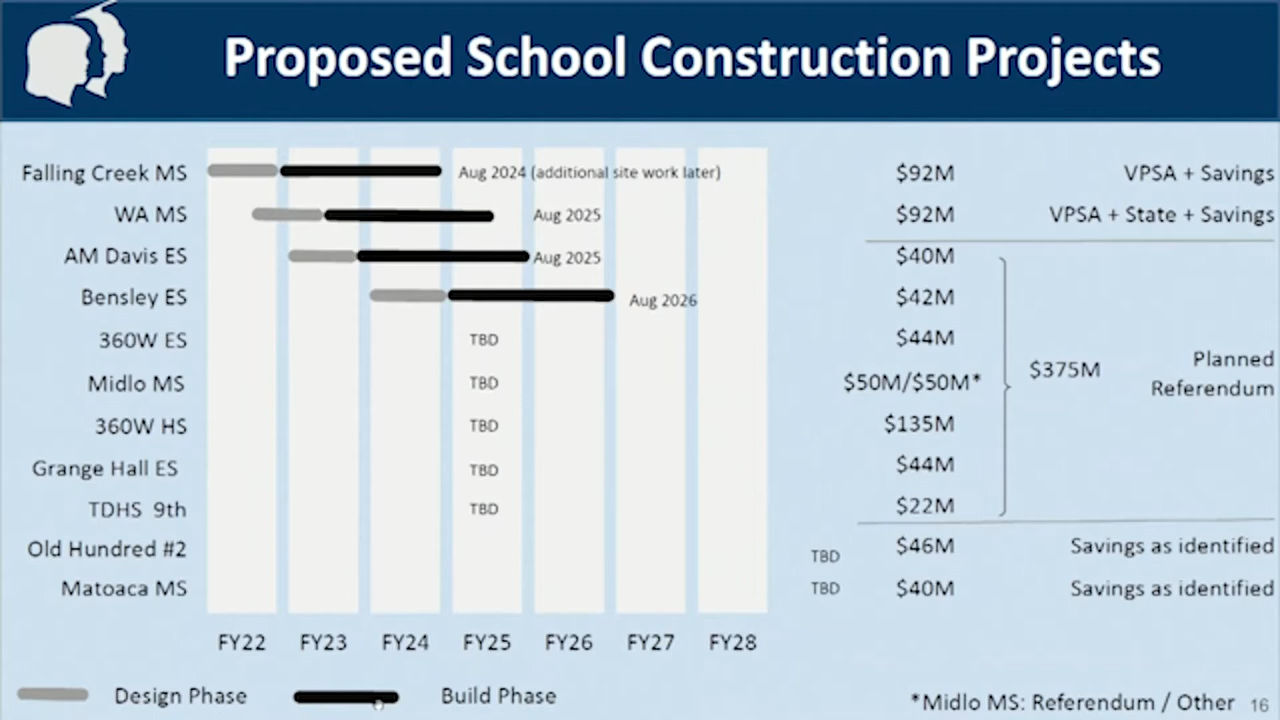 Proposed School Construction Projects
Falling Creek MS Aug 2024 (additional site work later) $92M VPSA + Savings
WA MS Aug 2025 $92M VPSA + State + Savings
AM Davis ES Aug 2025 $40M
Bensley ES Aug 2026 $42M
360W ES TBD $44M
Midlo MS TBD $50M/$50M* $375M Planned Referendum
360W HS TBD $135M
Grange Hall ES TBD $44M
TDHS 9th TBD $22M
Old Hundred #2 TBD $46M Savings as identified
Matoaca MS TBD $40M Savings as identified
FY22 FY23 FY24 FY25 FY26 FY27 FY28
Design Phase Build Phase *Midlo MS: Referendum / Other 16